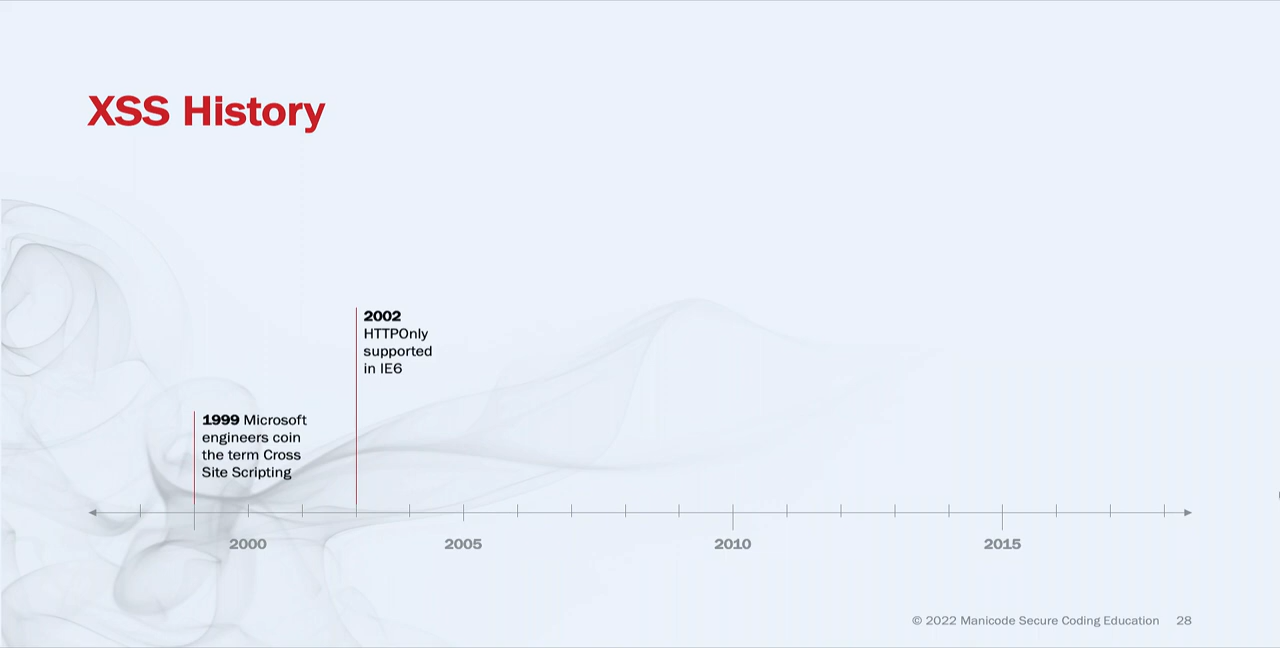 XSS History
2002
HTTPOnly
supported
in IE6
1999 Microsoft
engineers coin
the term Cross
Site Scripting
2000
2005
2010
2015
© 2022 Manicode Secure Coding Education 28